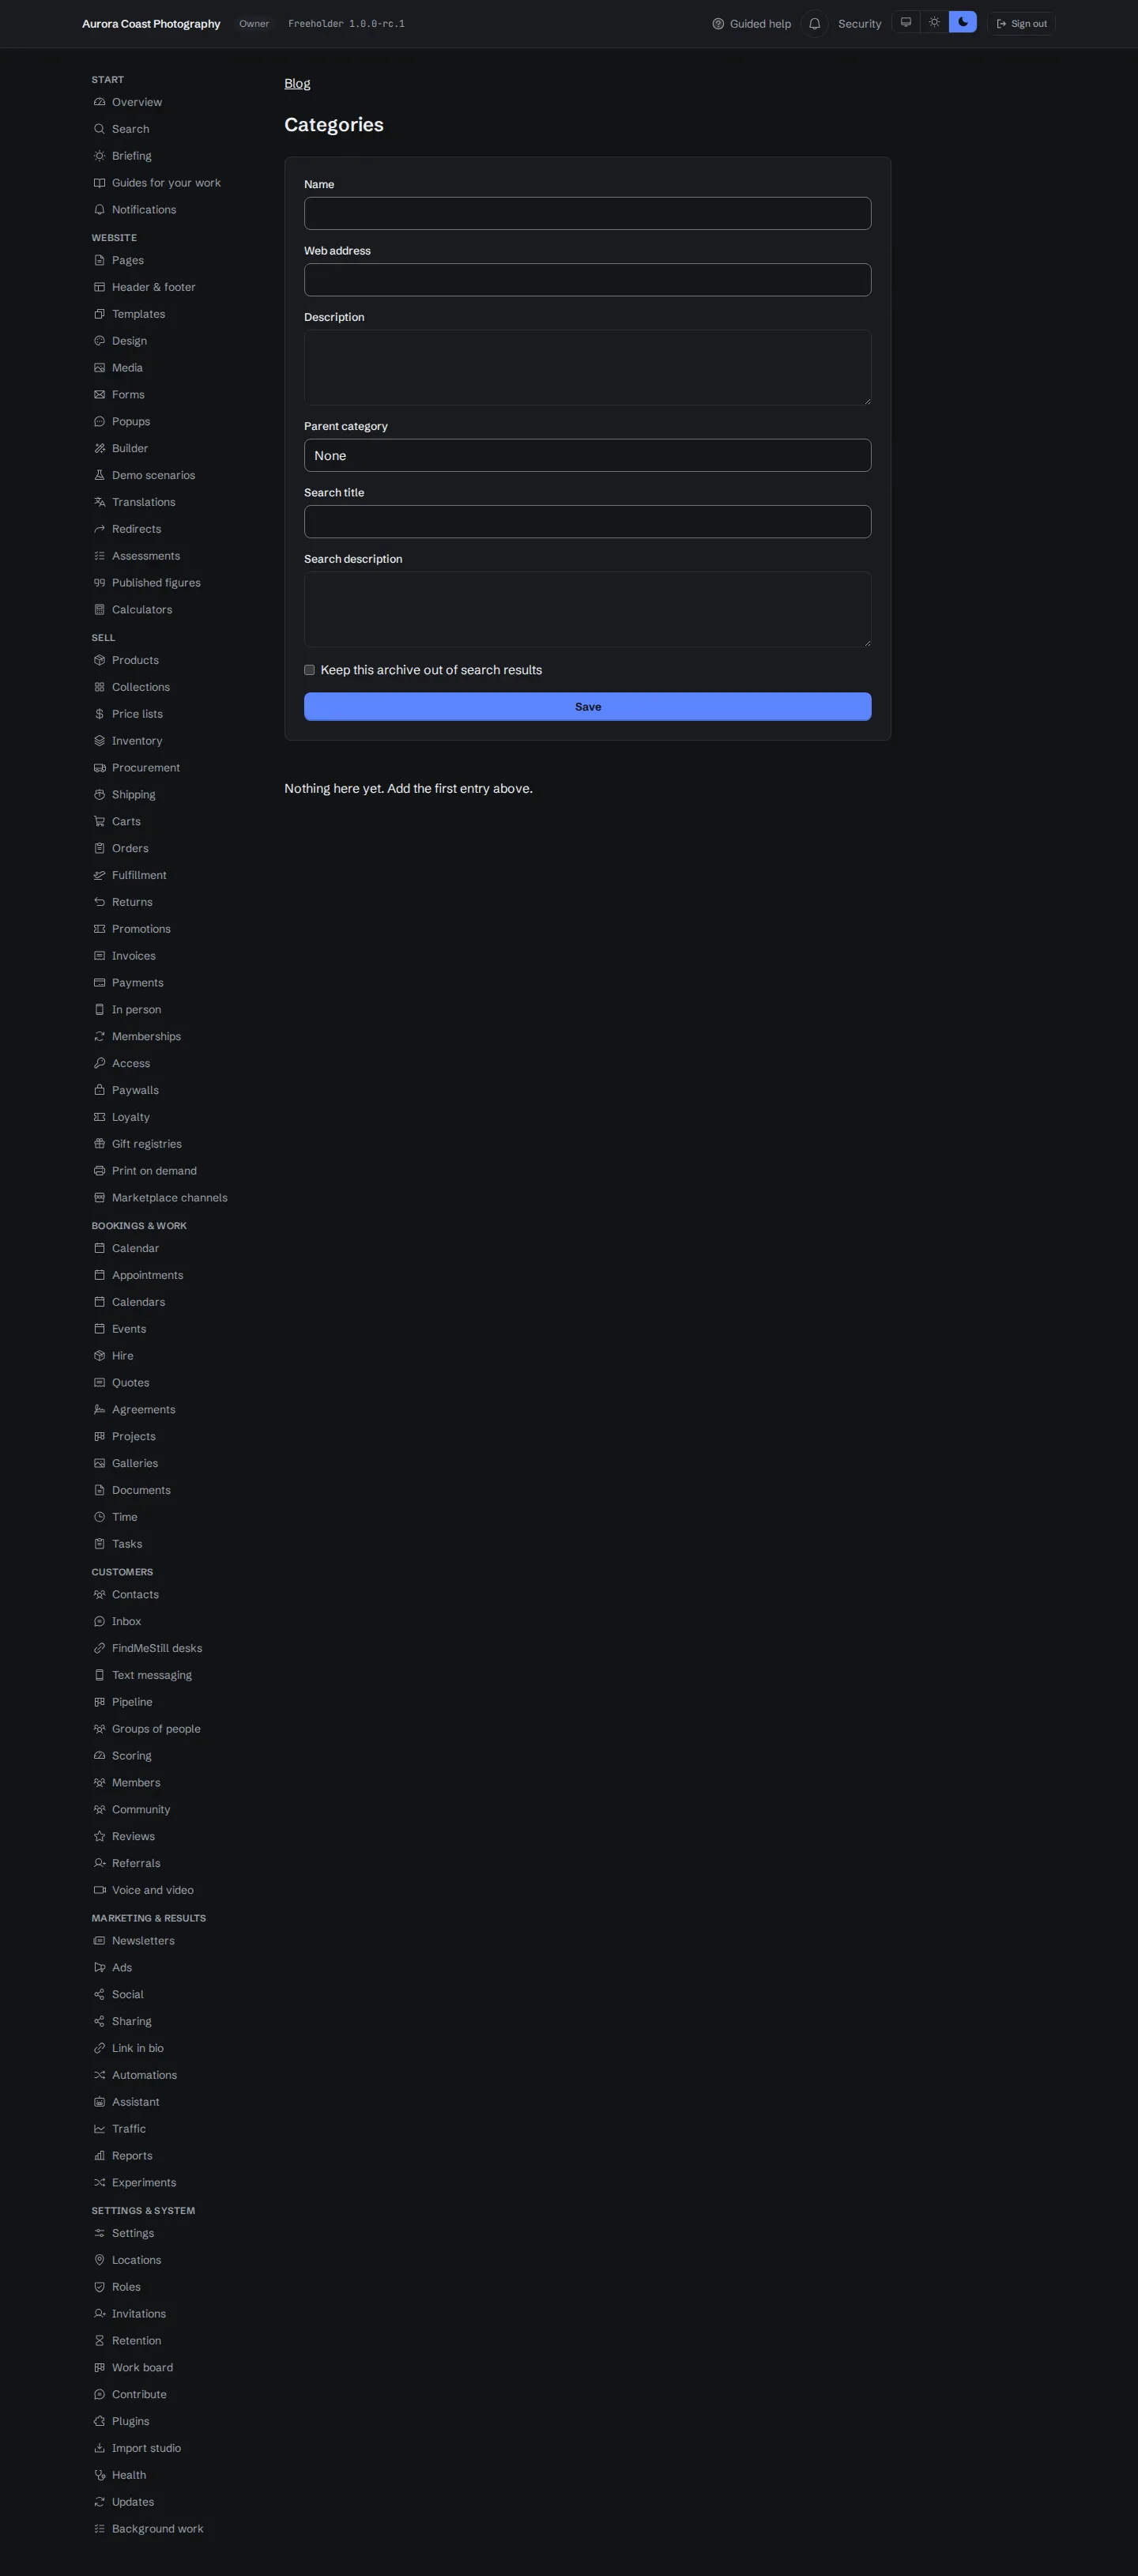 Aurora Coast Photography Owner Freeholder 1.0.0-rc.1 Guided help Security Sign out
START
Overview
Search
Briefing
Guides for your work
Notifications
WEBSITE
Pages
Header & footer
Templates
Design
Media
Forms
Popups
Builder
Demo scenarios
Translations
Redirects
Assessments
Published figures
Calculators
SELL
Products
Collections
Price lists
Inventory
Procurement
Shipping
Carts
Orders
Fulfillment
Returns
Promotions
Invoices
Payments
In person
Memberships
Access
Paywalls
Loyalty
Gift registries
Print on demand
Marketplace channels
BOOKINGS & WORK
Calendar
Appointments
Calendars
Events
Hire
Quotes
Agreements
Projects
Galleries
Documents
Time
Tasks
CUSTOMERS
Contacts
Inbox
FindMeStill desks
Text messaging
Pipeline
Groups of people
Scoring
Members
Community
Reviews
Referrals
Voice and video
MARKETING & RESULTS
Newsletters
Ads
Social
Sharing
Link in bio
Automations
Assistant
Traffic
Reports
Experiments
SETTINGS & SYSTEM
Settings
Locations
Roles
Invitations
Retention
Work board
Contribute
Plugins
Import studio
Health
Updates
Background work
Blog
Categories
Name
Web address
Description
Parent category
None
Search title
Search description
Keep this archive out of search results
Save
Nothing here yet. Add the first entry above.